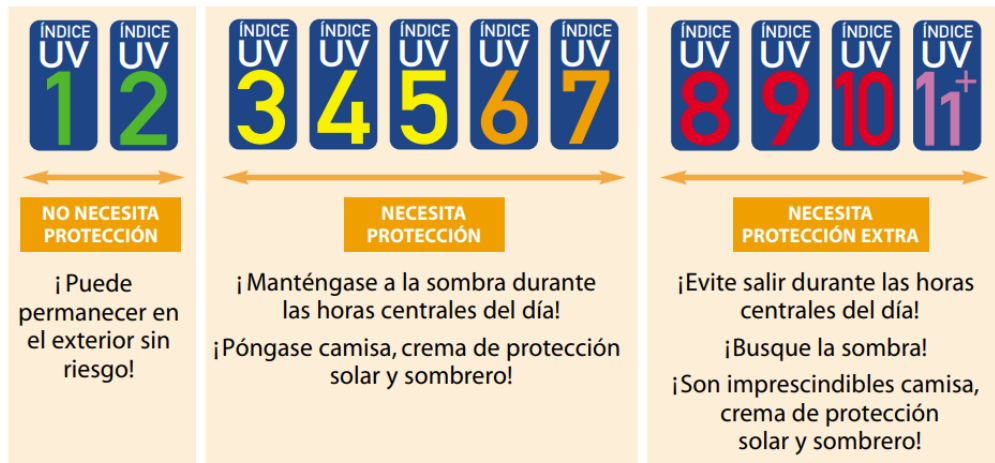 ÍNDICE
UV
1
ÍNDICE
UV
2
NO NECESITA
PROTECCIÓN
¡Puede
permanecer en
el exterior sin
riesgo!
ÍNDICE
UV
3
ÍNDICE
UV
4
ÍNDICE
UV
5
ÍNDICE
UV
6
ÍNDICE
UV
7
NECESITA
PROTECCIÓN
¡Manténgase a la sombra durante
las horas centrales del día!
¡Póngase camisa, crema de protección
solar y sombrero!
ÍNDICE
UV
8
ÍNDICE
UV
9
ÍNDICE
UV
10
ÍNDICE
UV
11+
NECESITA
PROTECCIÓN EXTRA
¡Evite salir durante las horas
centrales del día!
¡Busque la sombra!
¡Son imprescindibles camisa,
crema de protección
solar y sombrero!